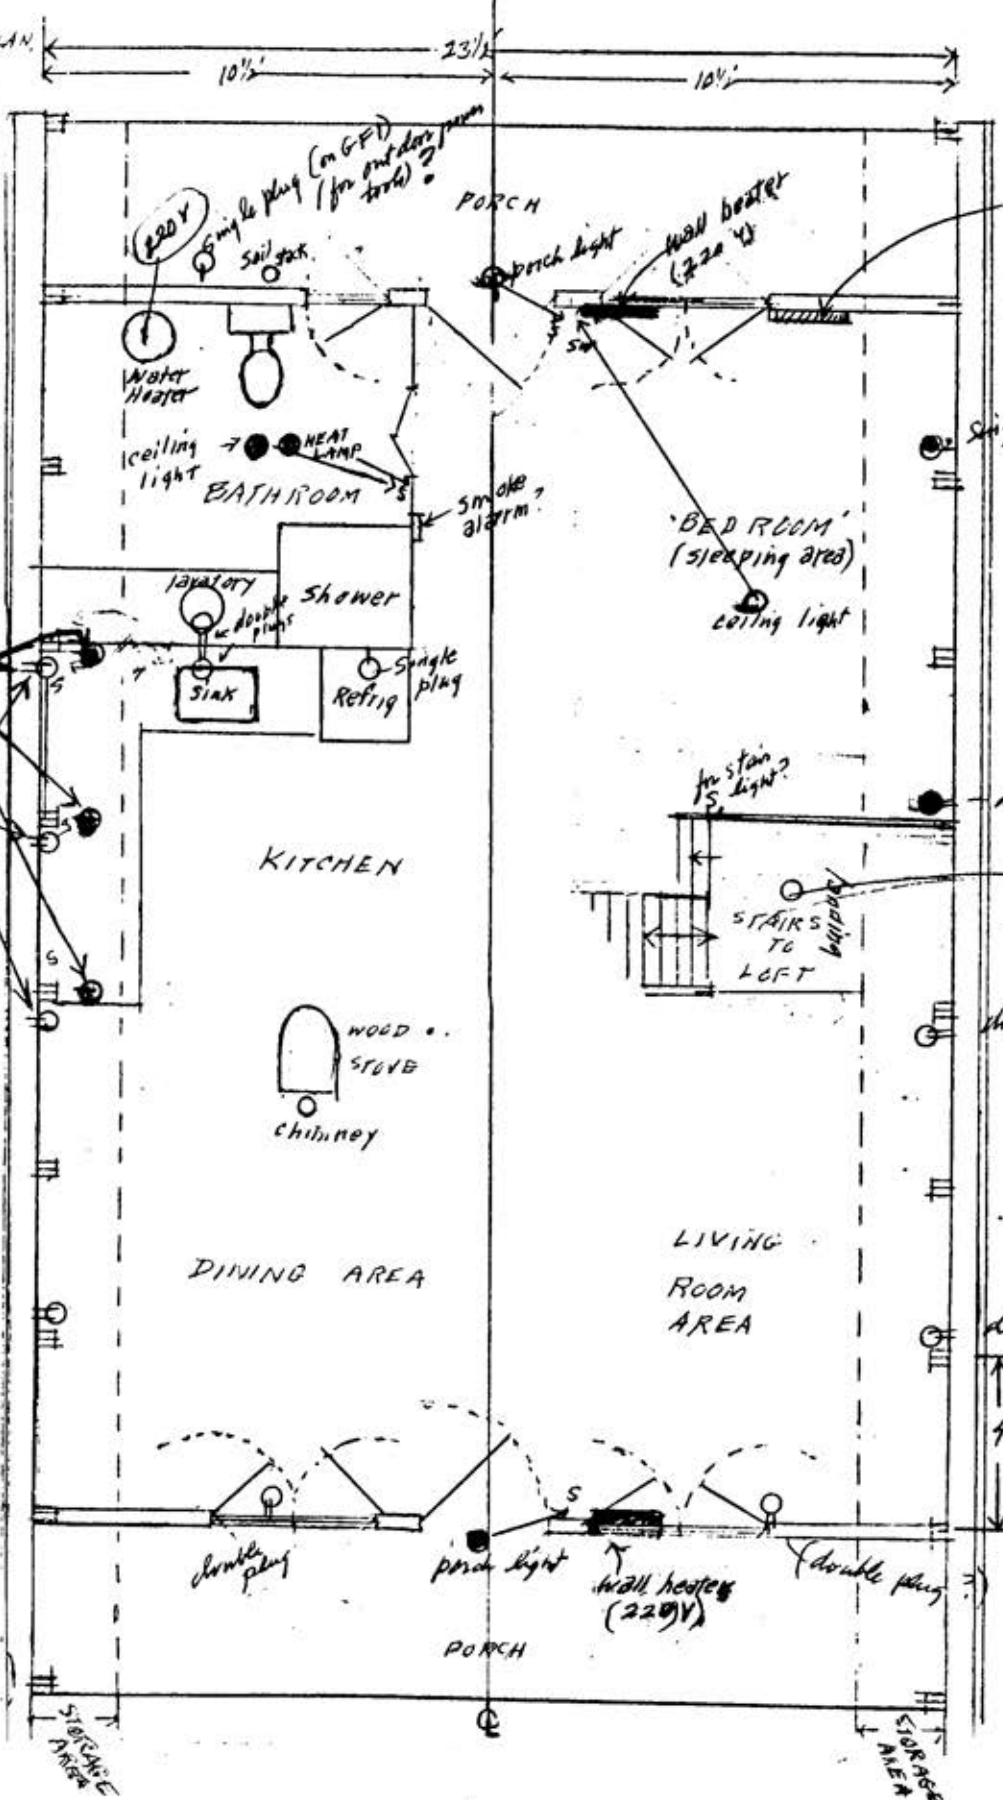 LAN.
23½'
10½'
10½'
single plug (on GFI)
(for outdoor power
tools)?
220V
Soil stack
PORCH
porch light
wall heater
(220V)
Water
Heater
ceiling
light
HEAT
LAMP
S
BATHROOM
smoke
alarm?
'BEDROOM'
(sleeping area)
ceiling light
lavatory
double
plugs
Shower
Sink
Refrig
Single
plug
S
S
S
for stair
S light?
KITCHEN
STAIRS
TO
LOFT
WOOD
STOVE
chimney
DINING AREA
LIVING
ROOM
AREA
S
double
plug
porch light
wall heater
(220V)
(double plug ?)
PORCH
STORAGE
AREA
STORAGE
AREA